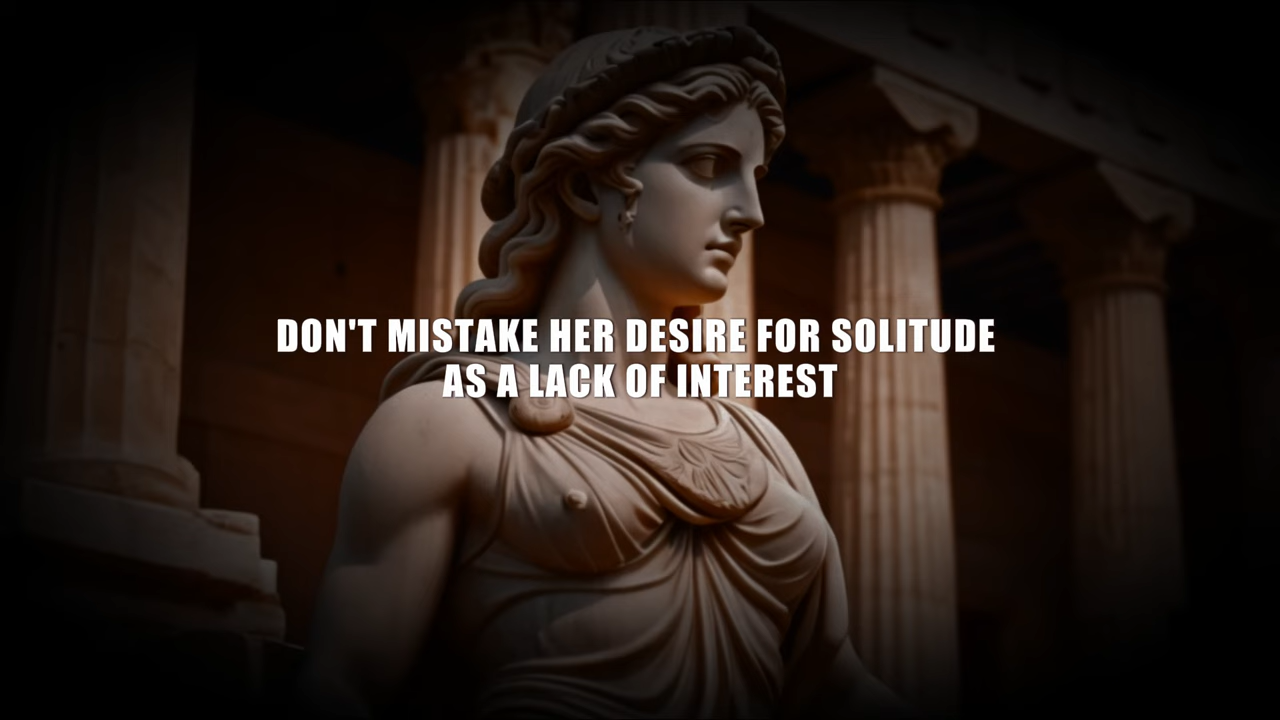 DON'T MISTAKE HER DESIRE FOR SOLITUDE
AS A LACK OF INTEREST